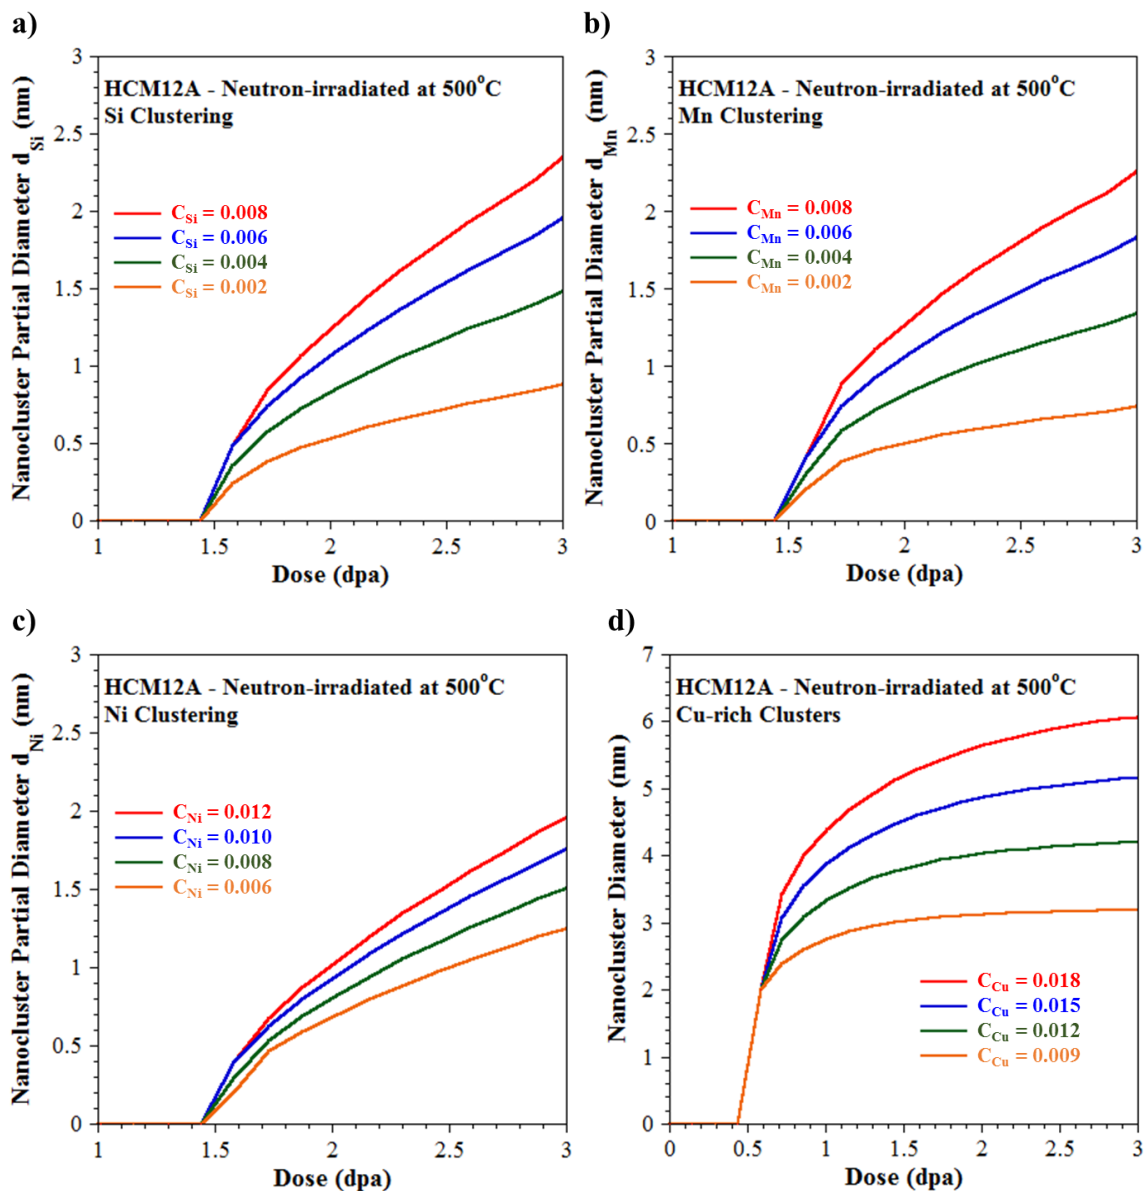 a)
3
2.5
2
1.5
1
0.5
0
Nanocluster Partial Diameter d_Si (nm)
HCM12A - Neutron-irradiated at 500°C
Si Clustering
C_Si = 0.008
C_Si = 0.006
C_Si = 0.004
C_Si = 0.002
1 1.5 2 2.5 3
Dose (dpa)
b)
3
2.5
2
1.5
1
0.5
0
Nanocluster Partial Diameter d_Mn (nm)
HCM12A - Neutron-irradiated at 500°C
Mn Clustering
C_Mn = 0.008
C_Mn = 0.006
C_Mn = 0.004
C_Mn = 0.002
1 1.5 2 2.5 3
Dose (dpa)
c)
3
2.5
2
1.5
1
0.5
0
Nanocluster Partial Diameter d_Ni (nm)
HCM12A - Neutron-irradiated at 500°C
Ni Clustering
C_Ni = 0.012
C_Ni = 0.010
C_Ni = 0.008
C_Ni = 0.006
1 1.5 2 2.5 3
Dose (dpa)
d)
7
6
5
4
3
2
1
0
Nanocluster Diameter (nm)
HCM12A - Neutron-irradiated at 500°C
Cu-rich Clusters
C_Cu = 0.018
C_Cu = 0.015
C_Cu = 0.012
C_Cu = 0.009
0 0.5 1 1.5 2 2.5 3
Dose (dpa)